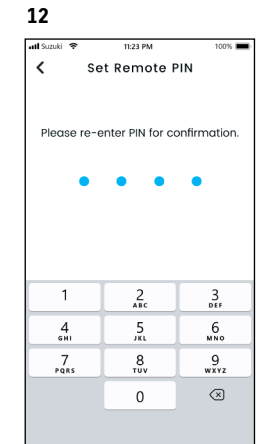 12
Suzuki 11:23 PM 100%
Set Remote PIN
Please re-enter PIN for confirmation.
1 2 3
ABC DEF
4 5 6
GHI JKL MNO
7 8 9
PQRS TUV WXYZ
0